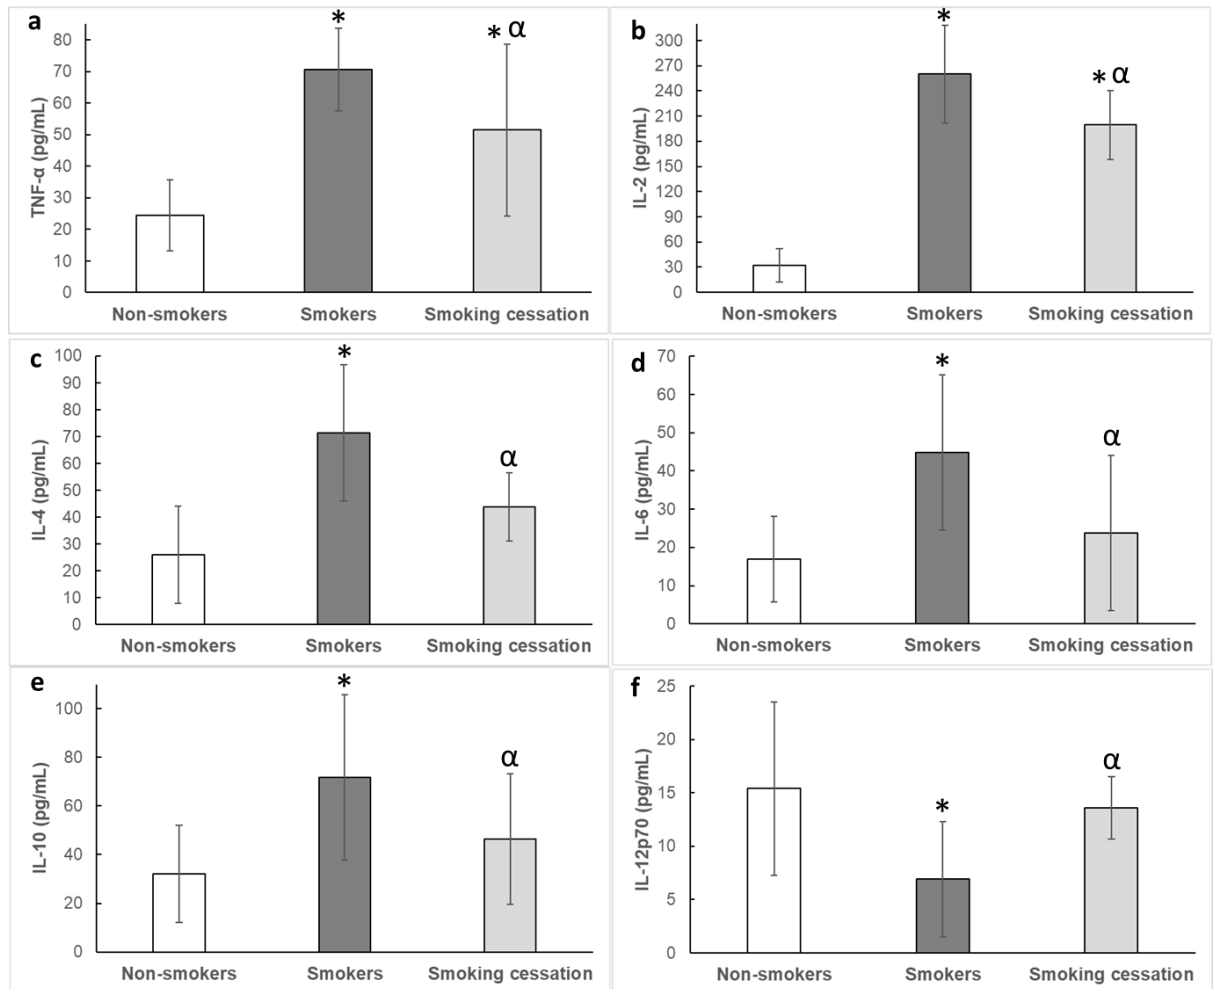 a
TNF-α (pg/mL)
80
70
60
50
40
30
20
10
0
*
* α
Non-smokers Smokers Smoking cessation
b
IL-2 (pg/mL)
300
270
240
210
180
150
120
90
60
30
0
*
* α
Non-smokers Smokers Smoking cessation
c
IL-4 (pg/mL)
100
90
80
70
60
50
40
30
20
10
0
*
α
Non-smokers Smokers Smoking cessation
d
IL-6 (pg/mL)
70
60
50
40
30
20
10
0
*
α
Non-smokers Smokers Smoking cessation
e
IL-10 (pg/mL)
100
80
60
40
20
0
*
α
Non-smokers Smokers Smoking cessation
f
IL-12p70 (pg/mL)
25
20
15
10
5
0
*
α
Non-smokers Smokers Smoking cessation